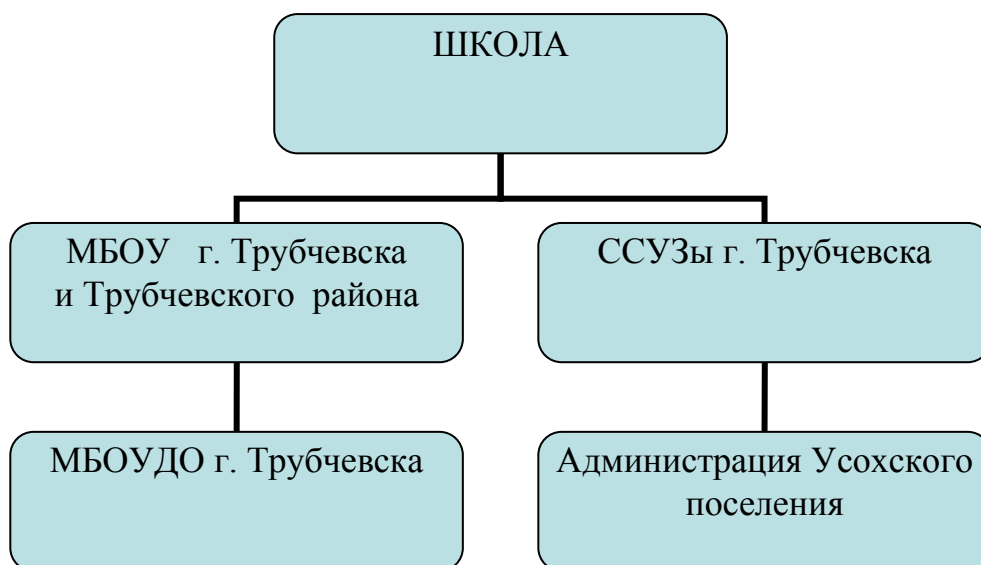 ШКОЛА
МБОУ г. Трубчевска
и Трубчевского района
ССУЗы г. Трубчевска
МБОУДО г. Трубчевска
Администрация Усохского
поселения